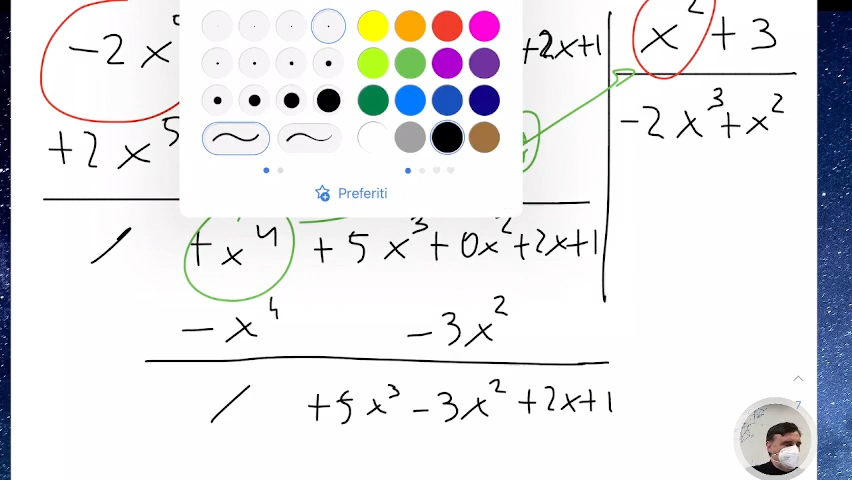 -2x +2x+1 x²+3
+2x⁵ -2x³+x²
Preferiti
/ +x⁴ +5x³+0x²+2x+1
-x⁴ -3x²
/ +5x³-3x²+2x+1
7